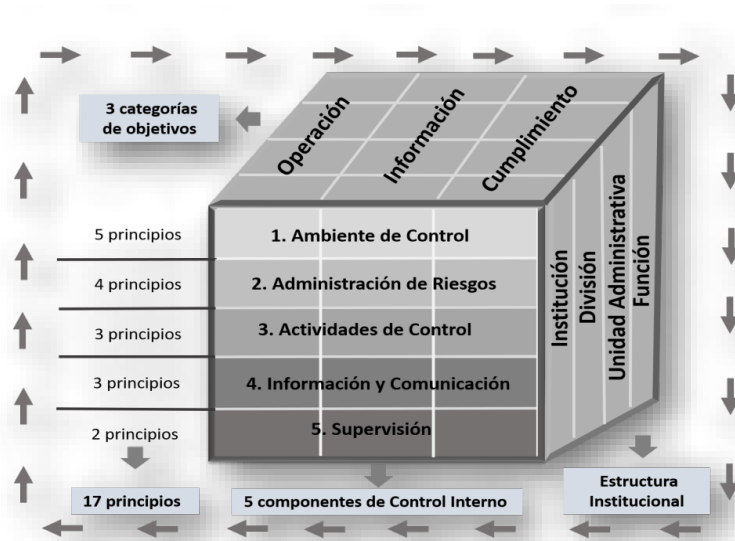 3 categorías
de objetivos
Operación
Información
Cumplimiento
5 principios
1. Ambiente de Control
4 principios
2. Administración de Riesgos
3 principios
3. Actividades de Control
3 principios
4. Información y Comunicación
2 principios
5. Supervisión
Institución
División
Unidad Administrativa
Función
17 principios
5 componentes de Control Interno
Estructura
Institucional